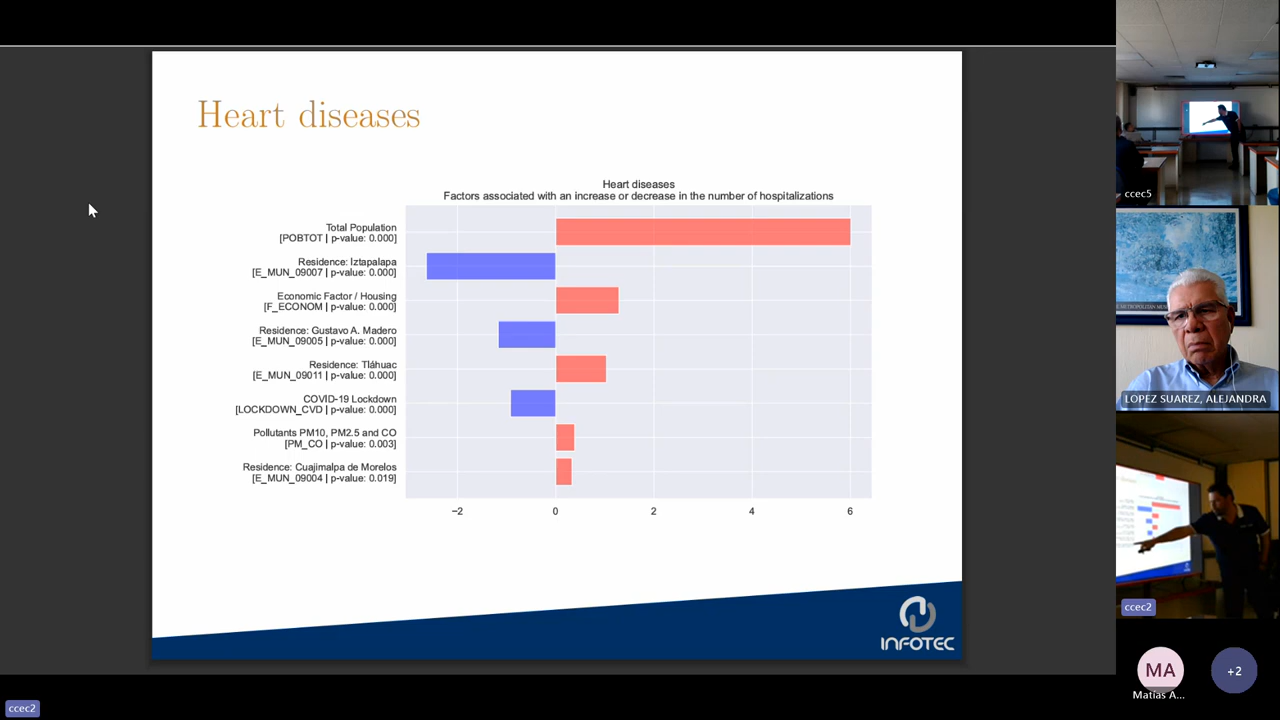 Heart diseases
Heart diseases
Factors associated with an increase or decrease in the number of hospitalizations
Total Population
[POBTOT | p-value: 0.000]
Residence: Iztapalapa
[E_MUN_09007 | p-value: 0.000]
Economic Factor / Housing
[F_ECONOM | p-value: 0.000]
Residence: Gustavo A. Madero
[E_MUN_09005 | p-value: 0.000]
Residence: Tláhuac
[E_MUN_09011 | p-value: 0.000]
COVID-19 Lockdown
[LOCKDOWN_CVD | p-value: 0.000]
Pollutants PM10, PM2.5 and CO
[PM_CO | p-value: 0.003]
Residence: Cuajimalpa de Morelos
[E_MUN_09004 | p-value: 0.019]
−2 0 2 4 6
INFOTEC
ccec2
ccec5
LOPEZ SUAREZ, ALEJANDRA
ccec2
MA
Matías A...
+2